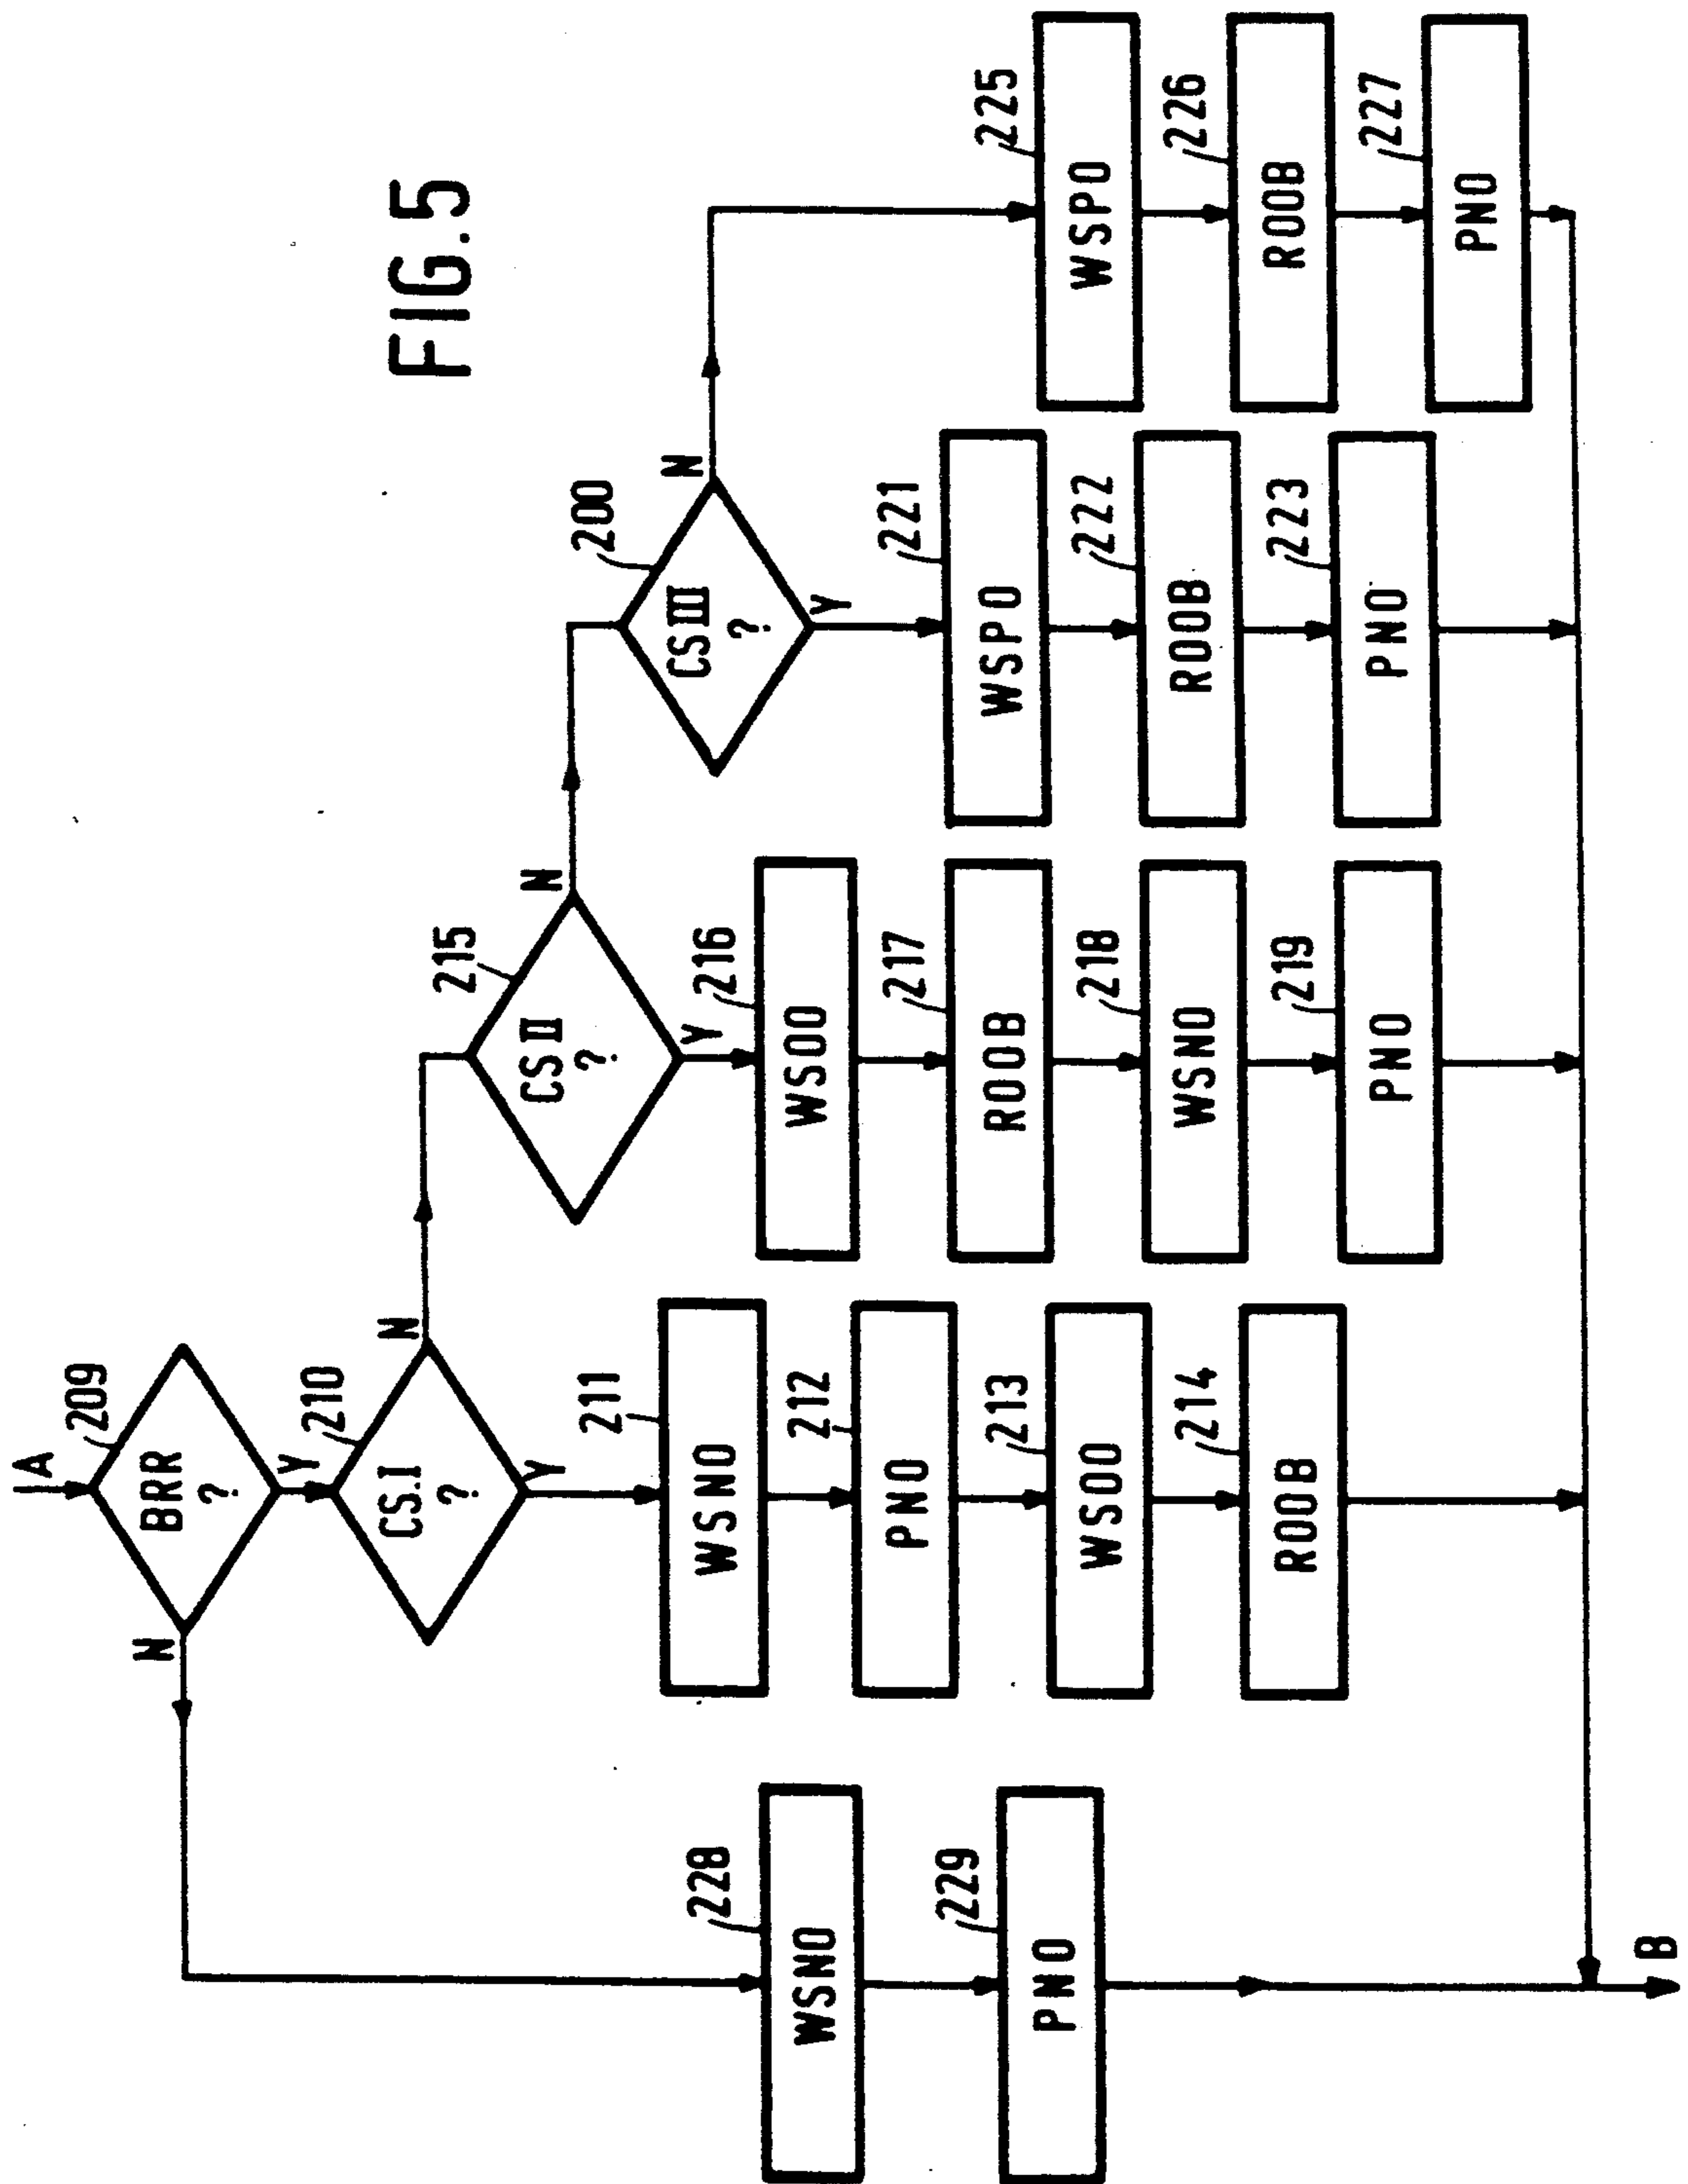 FIG.5
A
209
BRR
?
N
Y
210
CS.I
?
N
Y
215
CS II
?
N
Y
200
CS III
?
N
Y
228
WSNO
229
PNO
211
WSNO
212
PNO
213
WSOO
214
ROOB
216
WSOO
217
ROOB
218
WSNO
219
PNO
221
WSPO
222
ROOB
223
PNO
225
WSPO
226
ROOB
227
PNO
B